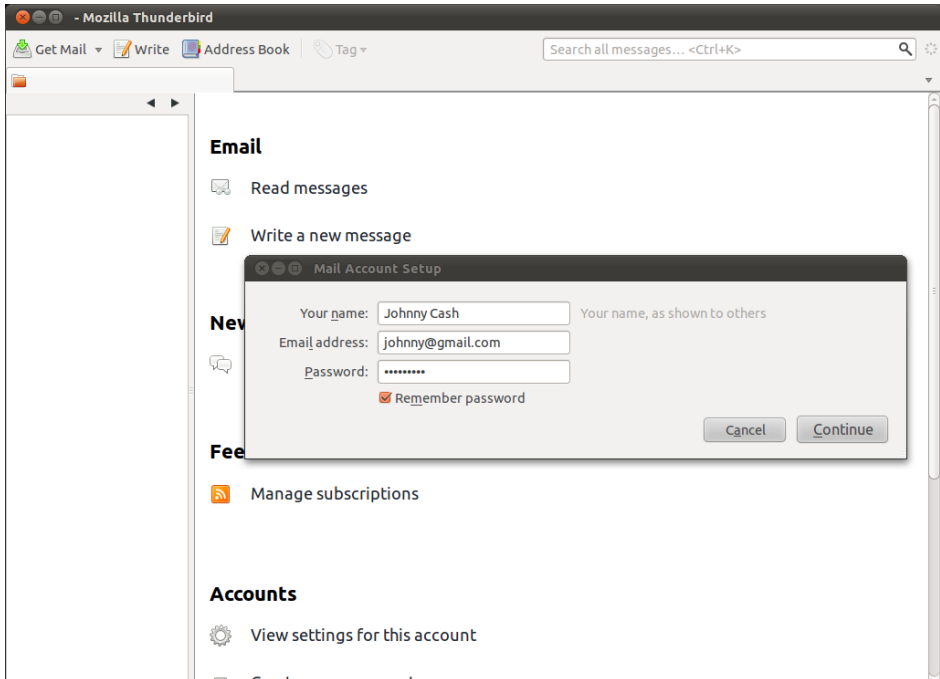 - Mozilla Thunderbird
Get Mail Write Address Book Tag Search all messages... <Ctrl+K>
Email
Read messages
Write a new message
Mail Account Setup
Your name: Johnny Cash Your name, as shown to others
Email address: johnny@gmail.com
Password: •••••••••
Remember password
Cancel Continue
New
Fee
Manage subscriptions
Accounts
View settings for this account